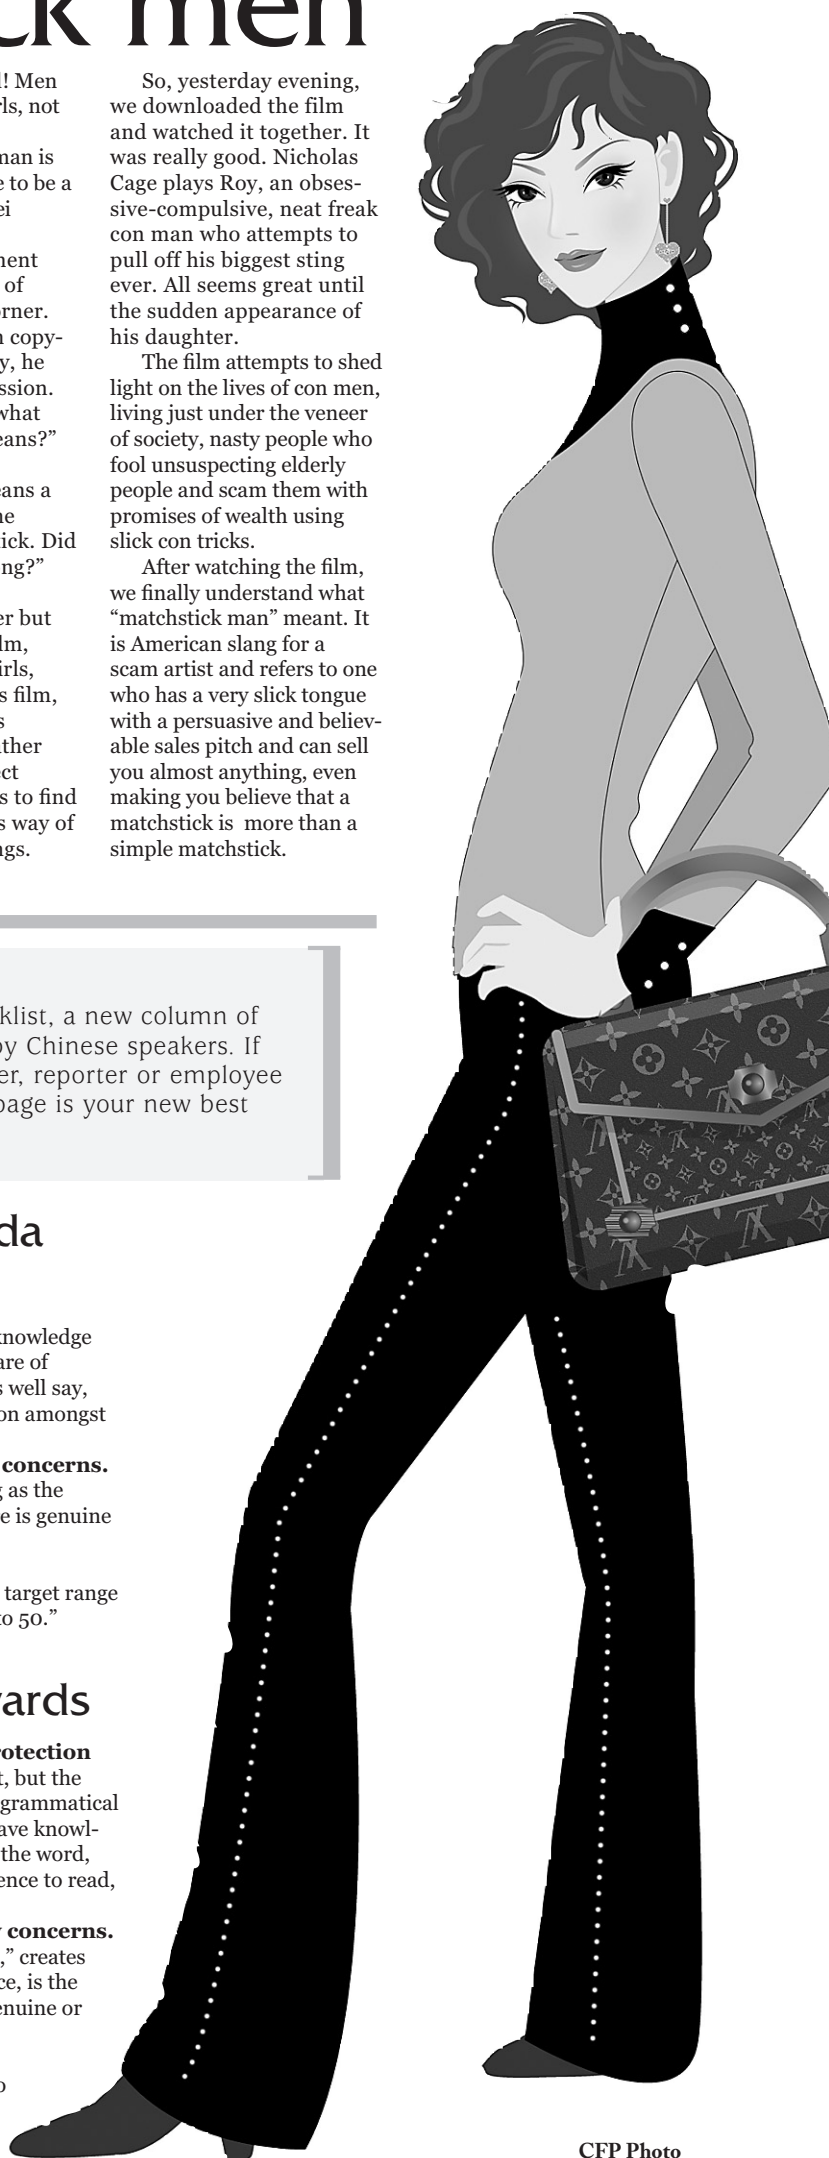 ck men
l! Men
rls, not
man is
e to be a
ei
ment
of
orner.
n copy-
y, he
ssion.
what
eans?"
eans a
he
tick. Did
ng?"
er but
lm,
irls,
s film,
s
ather
ect
s to find
s way of
ngs.
So, yesterday evening,
we downloaded the film
and watched it together. It
was really good. Nicholas
Cage plays Roy, an obses-
sive-compulsive, neat freak
con man who attempts to
pull off his biggest sting
ever. All seems great until
the sudden appearance of
his daughter.
The film attempts to shed
light on the lives of con men,
living just under the veneer
of society, nasty people who
fool unsuspecting elderly
people and scam them with
promises of wealth using
slick con tricks.
After watching the film,
we finally understand what
“matchstick man” meant. It
is American slang for a
scam artist and refers to one
who has a very slick tongue
with a persuasive and believ-
able sales pitch and can sell
you almost anything, even
making you believe that a
matchstick is more than a
simple matchstick.
klist, a new column of
by Chinese speakers. If
er, reporter or employee
page is your new best
da
knowledge
are of
s well say,
on amongst
concerns.
g as the
e is genuine
target range
to 50.”
wards
rotection
t, but the
grammatical
ave knowl-
the word,
ence to read,
y concerns.
,” creates
ce, is the
enuine or
o
CFP Photo